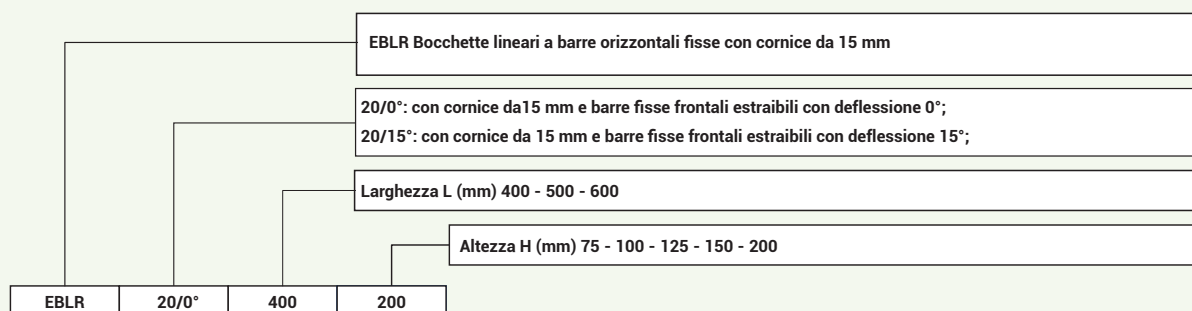 EBLR Bocchette lineari a barre orizzontali fisse con cornice da 15 mm
20/0°: con cornice da15 mm e barre fisse frontali estraibili con deflessione 0°;
20/15°: con cornice da 15 mm e barre fisse frontali estraibili con deflessione 15°;
Larghezza L (mm) 400 - 500 - 600
Altezza H (mm) 75 - 100 - 125 - 150 - 200
EBLR 20/0° 400 200